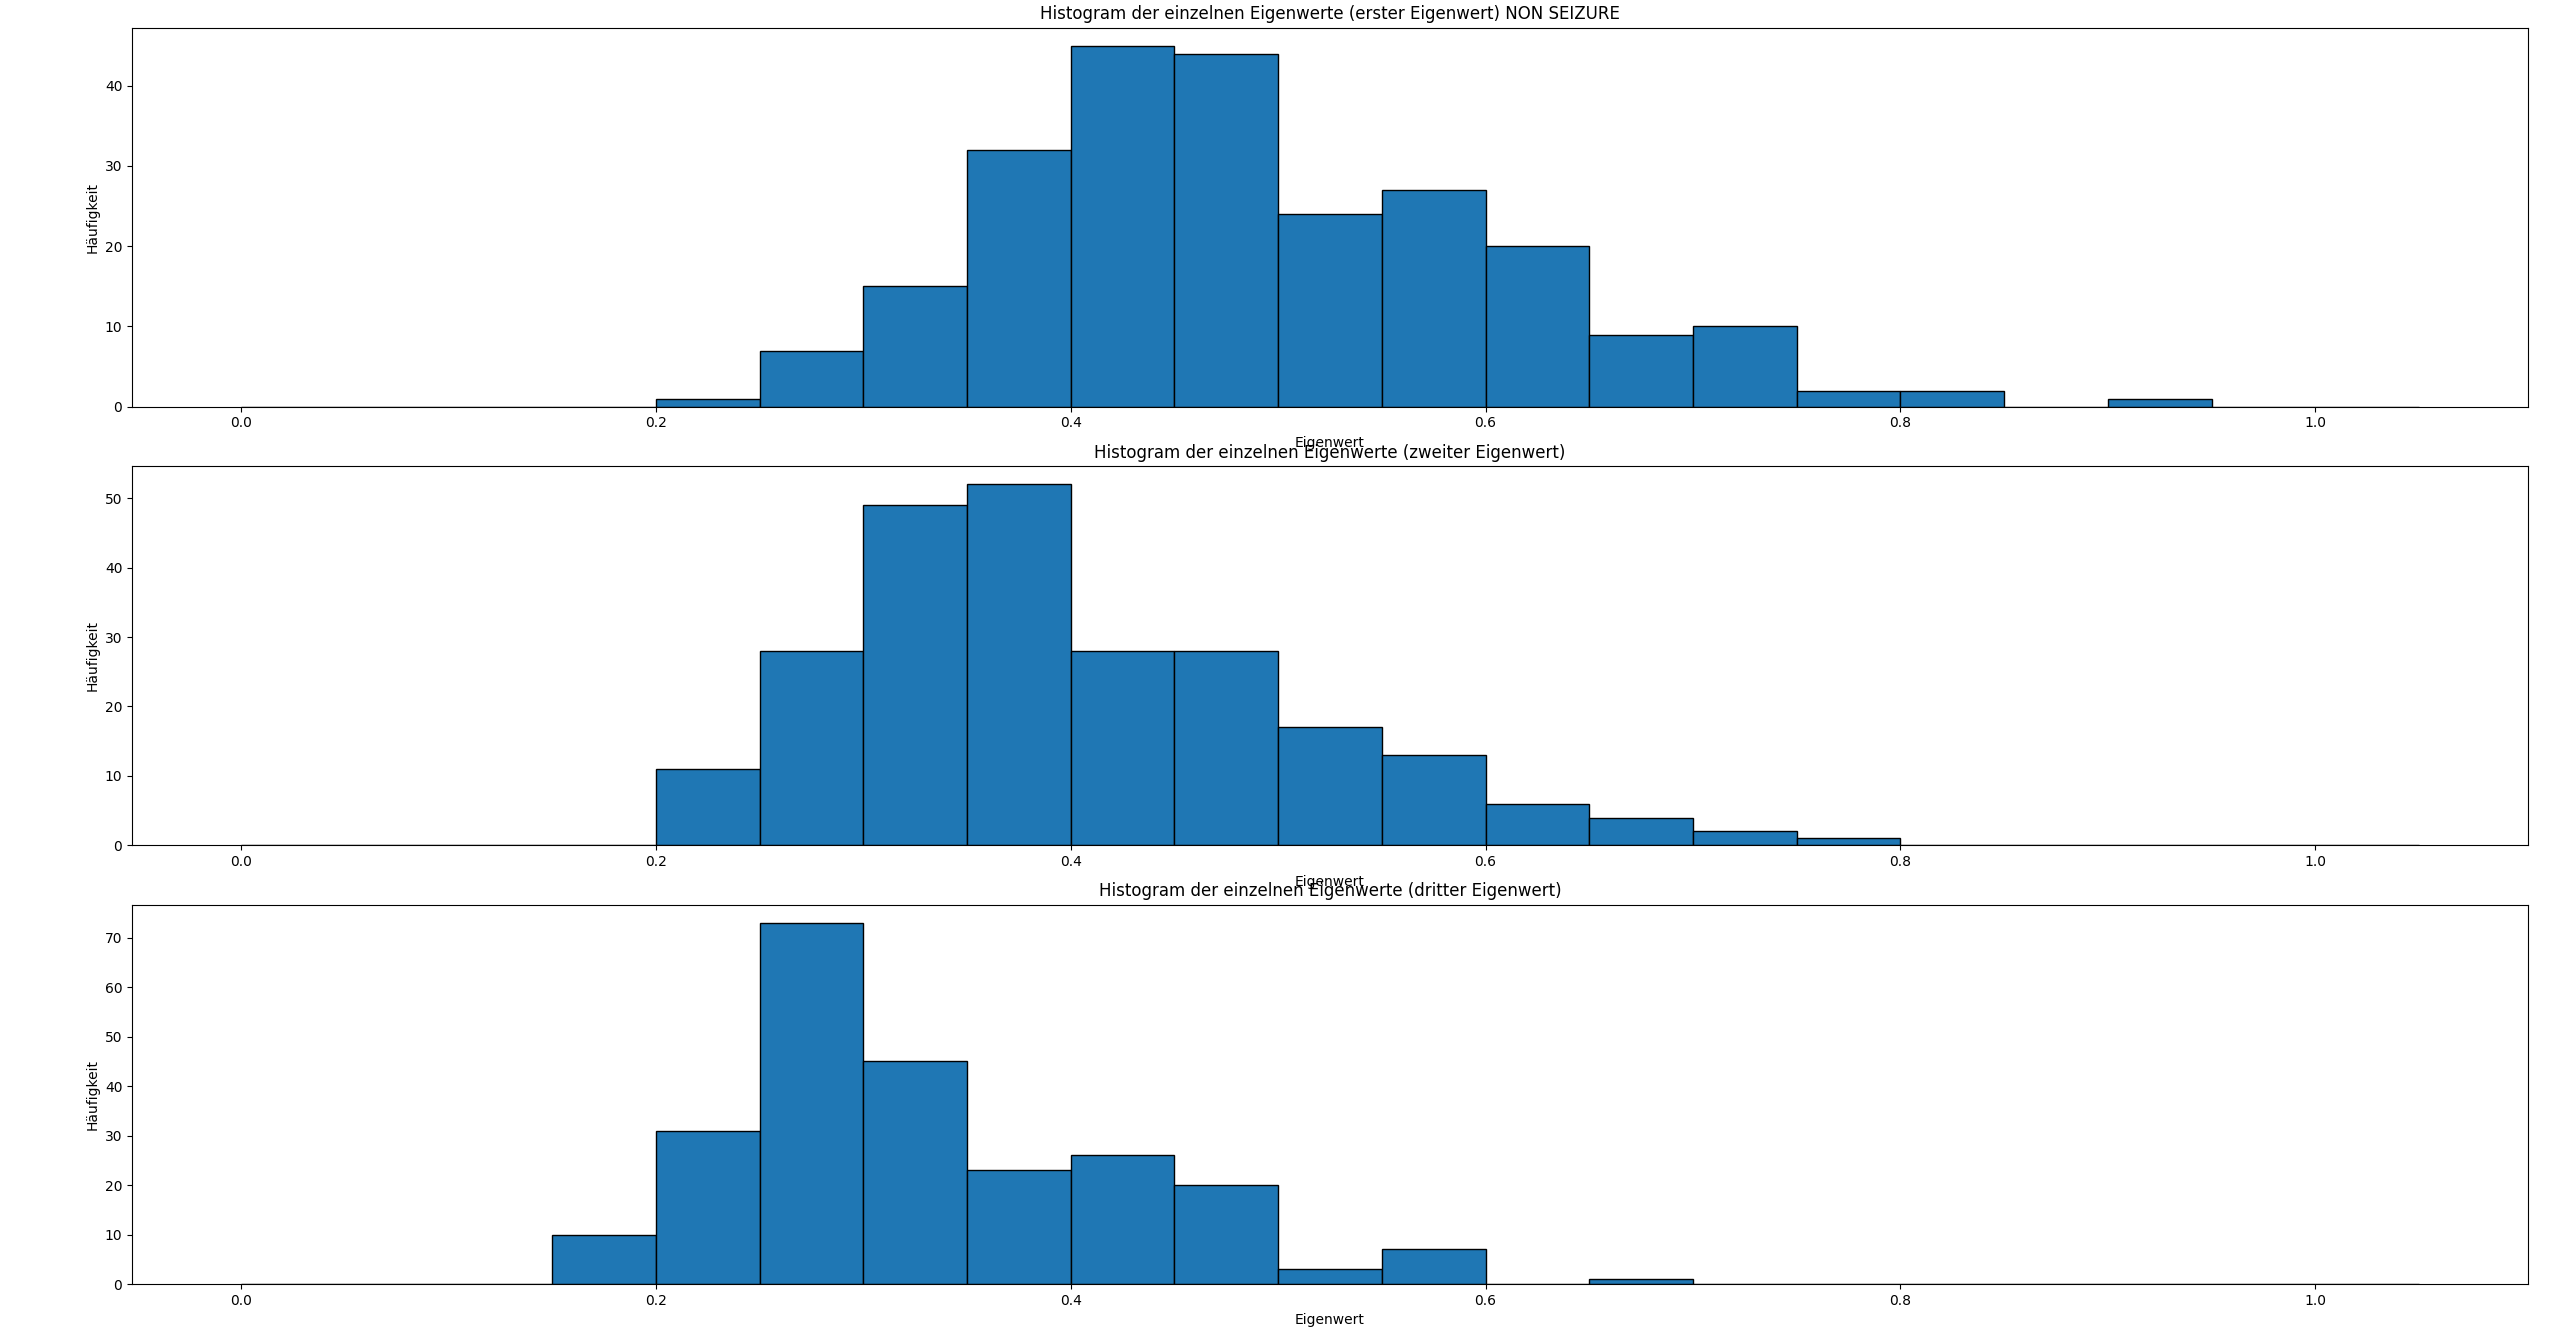 Histogram der einzelnen Eigenwerte (erster Eigenwert) NON SEIZURE
Häufigkeit
40
30
20
10
0
0.0 0.2 0.4 0.6 0.8 1.0
Eigenwert
Histogram der einzelnen Eigenwerte (zweiter Eigenwert)
Häufigkeit
50
40
30
20
10
0
0.0 0.2 0.4 0.6 0.8 1.0
Eigenwert
Histogram der einzelnen Eigenwerte (dritter Eigenwert)
Häufigkeit
70
60
50
40
30
20
10
0
0.0 0.2 0.4 0.6 0.8 1.0
Eigenwert